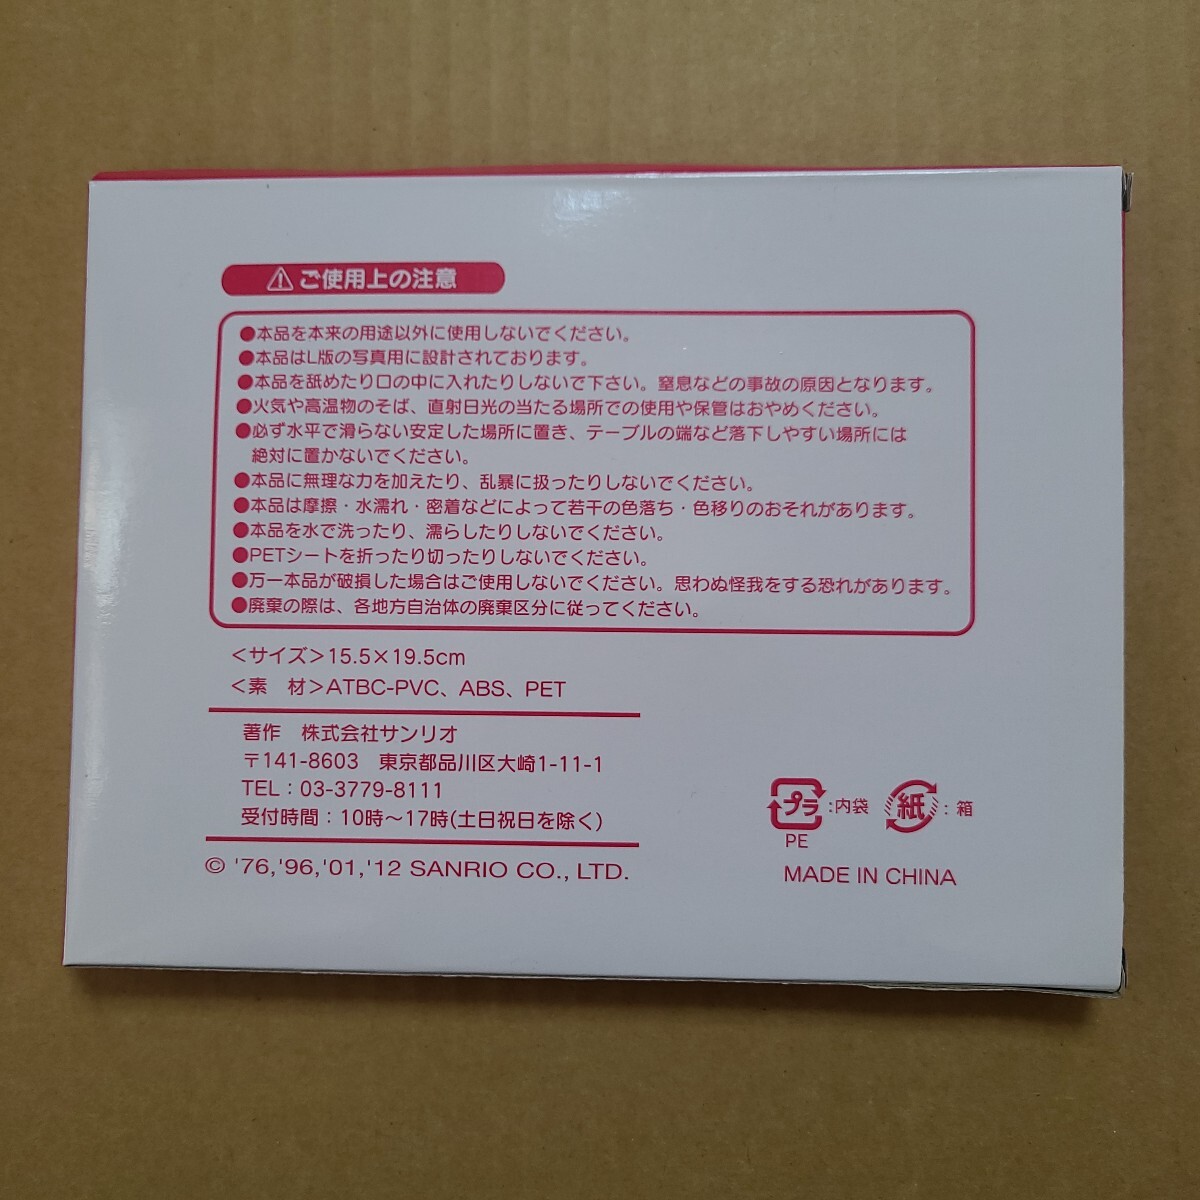 ⚠ご使用上の注意
●本品を本来の用途以外に使用しないでください。
●本品はL版の写真用に設計されております。
●本品を舐めたり口の中に入れたりしないで下さい。窒息などの事故の原因となります。
●火気や高温物のそば、直射日光の当たる場所での使用や保管はおやめください。
●必ず水平で滑らない安定した場所に置き、テーブルの端など落下しやすい場所には
絶対に置かないでください。
●本品に無理な力を加えたり、乱暴に扱ったりしないでください。
●本品は摩擦・水濡れ・密着などによって若干の色落ち・色移りのおそれがあります。
●本品を水で洗ったり、濡らしたりしないでください。
●PETシートを折ったり切ったりしないでください。
●万一本品が破損した場合はご使用しないでください。思わぬ怪我をする恐れがあります。
●廃棄の際は、各地方自治体の廃棄区分に従ってください。
＜サイズ＞15.5×19.5cm
＜素　材＞ATBC-PVC、ABS、PET
著作　株式会社サンリオ
〒141-8603　東京都品川区大崎1-11-1
TEL：03-3779-8111
受付時間：10時～17時(土日祝日を除く)
© '76,'96,'01,'12 SANRIO CO., LTD.
プラ:内袋　紙:箱
PE
MADE IN CHINA